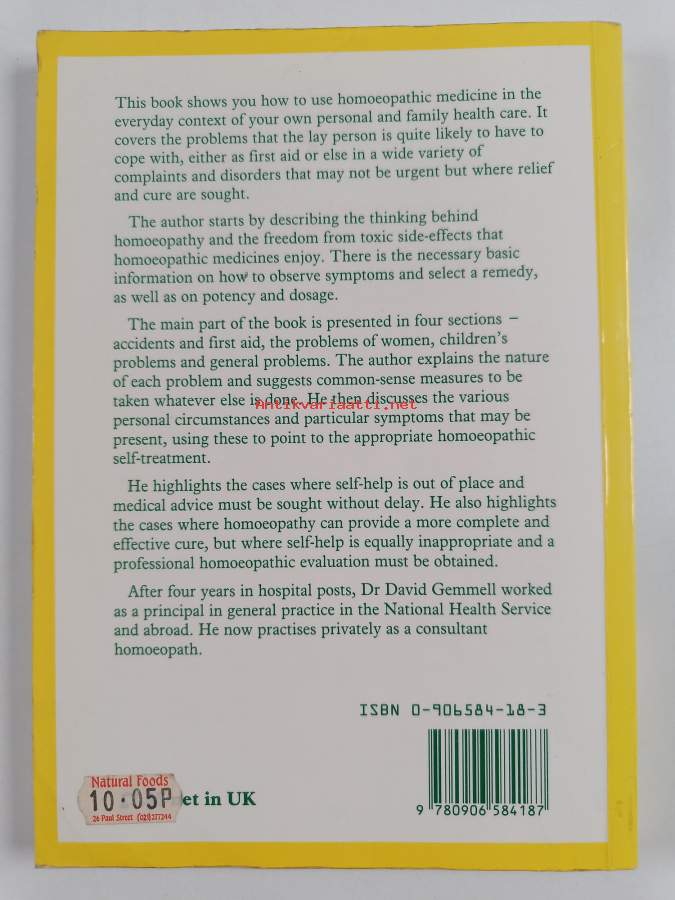 This book shows you how to use homoeopathic medicine in the
everyday context of your own personal and family health care. It
covers the problems that the lay person is quite likely to have to
cope with, either as first aid or else in a wide variety of
complaints and disorders that may not be urgent but where relief
and cure are sought.
The author starts by describing the thinking behind
homoeopathy and the freedom from toxic side-effects that
homoeopathic medicines enjoy. There is the necessary basic
information on how to observe symptoms and select a remedy,
as well as on potency and dosage.
The main part of the book is presented in four sections –
accidents and first aid, the problems of women, children's
problems and general problems. The author explains the nature
of each problem and suggests common-sense measures to be
taken whatever else is done. He then discusses the various
Antikvariaatti.net
personal circumstances and particular symptoms that may be
present, using these to point to the appropriate homoeopathic
self-treatment.
He highlights the cases where self-help is out of place and
medical advice must be sought without delay. He also highlights
the cases where homoeopathy can provide a more complete and
effective cure, but where self-help is equally inappropriate and a
professional homoeopathic evaluation must be obtained.
After four years in hospital posts, Dr David Gemmell worked
as a principal in general practice in the National Health Service
and abroad. He now practises privately as a consultant
homoeopath.
ISBN 0-906584-18-3
9 780906 584187
Natural Foods
10.05P
26 Paul Street (021) 277244
et in UK